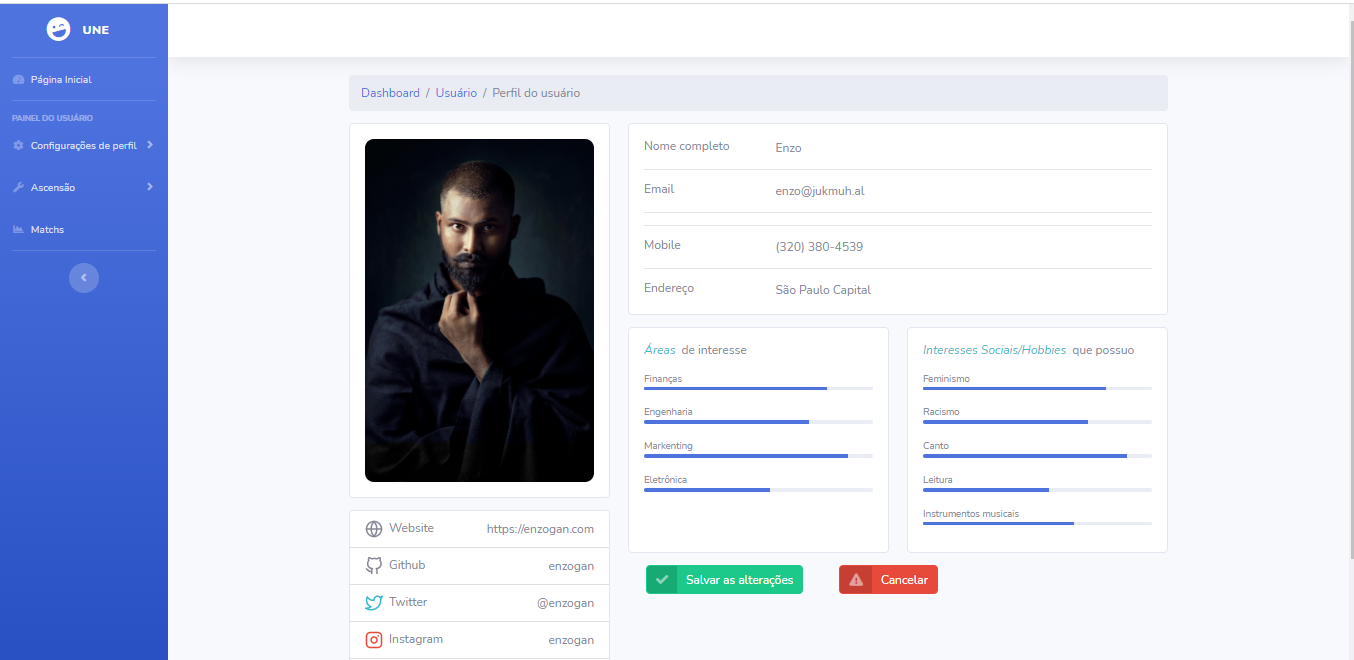 UNE
Página Inicial
PAINEL DO USUÁRIO
Configurações de perfil
Ascensão
Matchs
Dashboard / Usuário / Perfil do usuário
Nome completo Enzo
Email enzo@jukmuh.al
Mobile (320) 380-4539
Endereço São Paulo Capital
Áreas de interesse
Finanças
Engenharia
Markenting
Eletrônica
Interesses Sociais/Hobbies que possuo
Feminismo
Racismo
Canto
Leitura
Instrumentos musicais
Website https://enzogan.com
Github enzogan
Twitter @enzogan
Instagram enzogan
Salvar as alterações
Cancelar